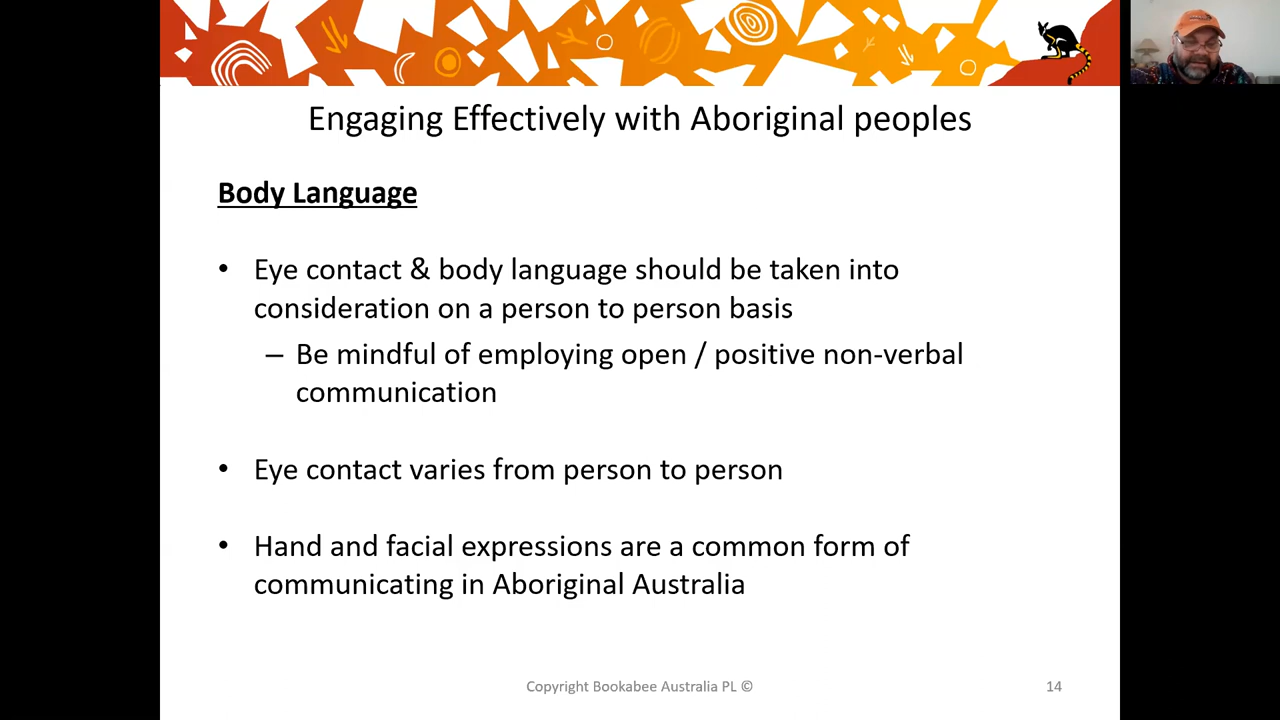 Engaging Effectively with Aboriginal peoples
Body Language
• Eye contact & body language should be taken into
consideration on a person to person basis
– Be mindful of employing open / positive non-verbal
communication
• Eye contact varies from person to person
• Hand and facial expressions are a common form of
communicating in Aboriginal Australia
Copyright Bookabee Australia PL ©
14